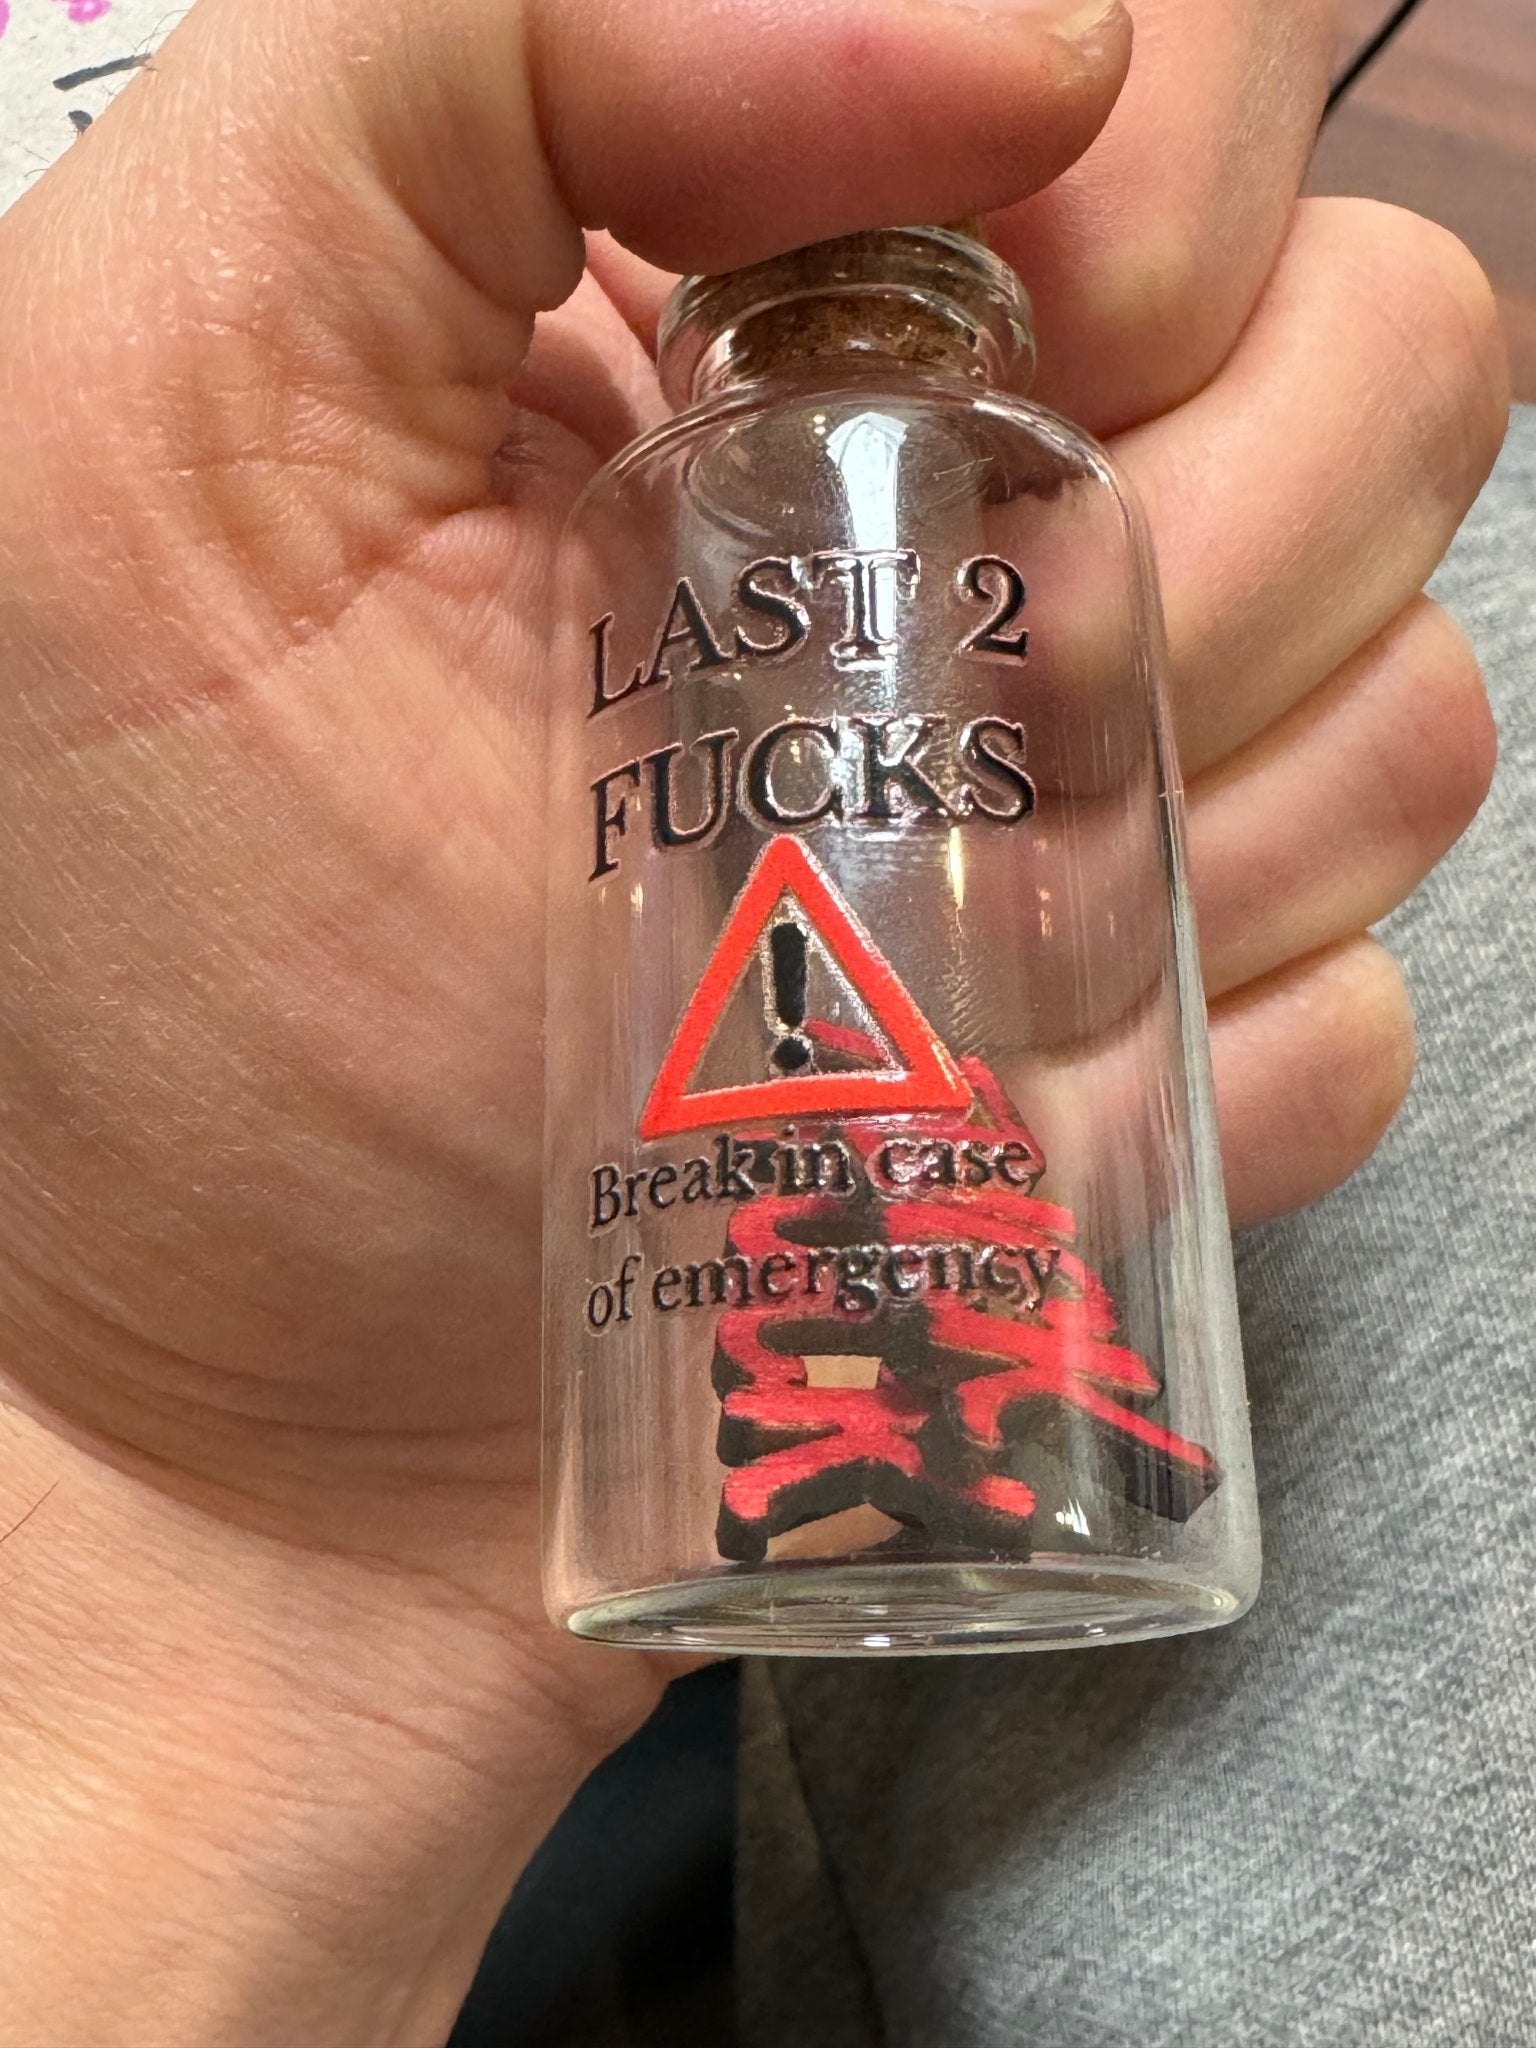 LAST 2
FUCKS
!
Break in case
of emergency